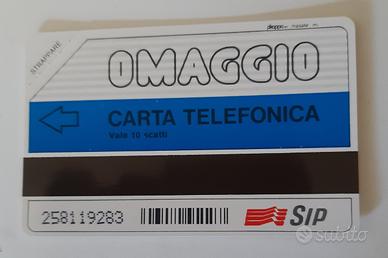 STRAPPARE
OMAGGIO
CARTA TELEFONICA
Vale 10 scatti
258119283
SIP
subito